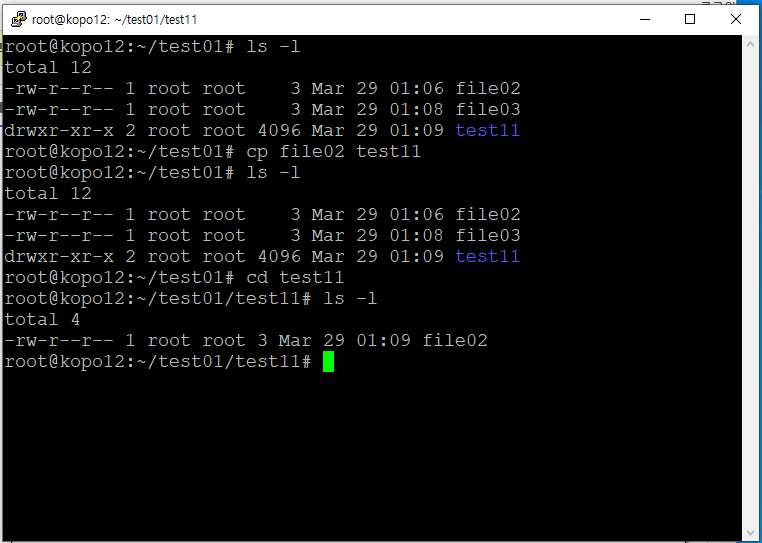 root@kopo12: ~/test01/test11
root@kopo12:~/test01# ls -l
total 12
-rw-r--r-- 1 root root    3 Mar 29 01:06 file02
-rw-r--r-- 1 root root    3 Mar 29 01:08 file03
drwxr-xr-x 2 root root 4096 Mar 29 01:09 test11
root@kopo12:~/test01# cp file02 test11
root@kopo12:~/test01# ls -l
total 12
-rw-r--r-- 1 root root    3 Mar 29 01:06 file02
-rw-r--r-- 1 root root    3 Mar 29 01:08 file03
drwxr-xr-x 2 root root 4096 Mar 29 01:09 test11
root@kopo12:~/test01# cd test11
root@kopo12:~/test01/test11# ls -l
total 4
-rw-r--r-- 1 root root 3 Mar 29 01:09 file02
root@kopo12:~/test01/test11#